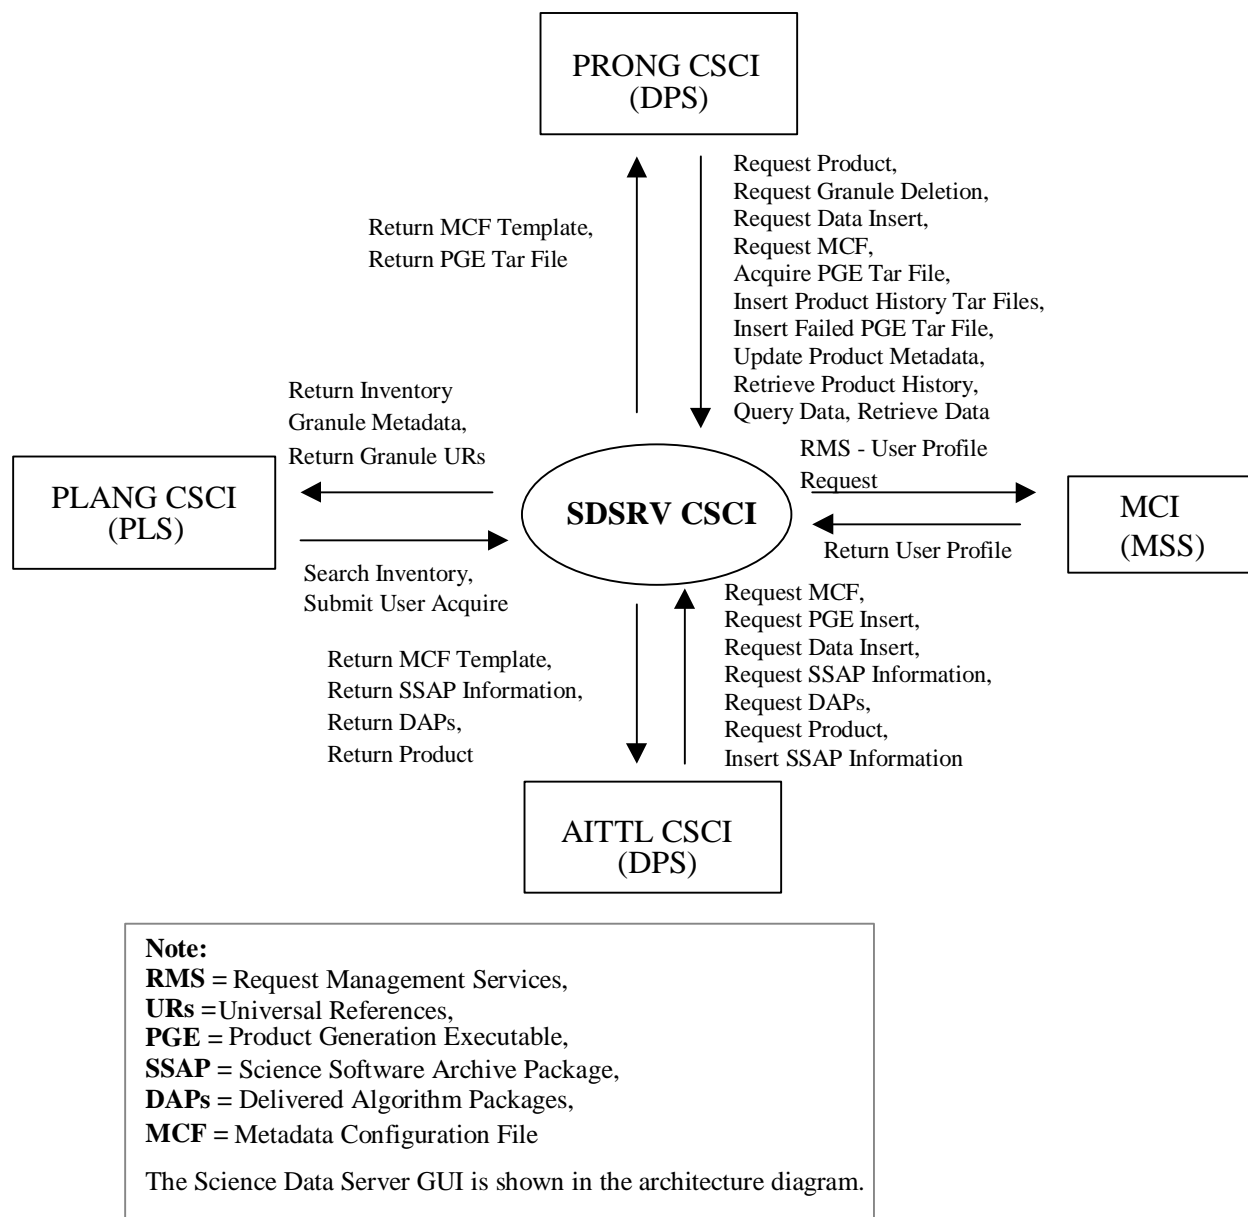 PRONG CSCI
(DPS)
Request Product,
Request Granule Deletion,
Request Data Insert,
Request MCF,
Acquire PGE Tar File,
Insert Product History Tar Files,
Insert Failed PGE Tar File,
Update Product Metadata,
Retrieve Product History,
Query Data, Retrieve Data
Return MCF Template,
Return PGE Tar File
Return Inventory
Granule Metadata,
Return Granule URs
RMS - User Profile
Request
PLANG CSCI
(PLS)
SDSRV CSCI
MCI
(MSS)
Return User Profile
Search Inventory,
Submit User Acquire
Request MCF,
Request PGE Insert,
Request Data Insert,
Request SSAP Information,
Request DAPs,
Request Product,
Insert SSAP Information
Return MCF Template,
Return SSAP Information,
Return DAPs,
Return Product
AITTL CSCI
(DPS)
Note:
RMS = Request Management Services,
URs =Universal References,
PGE = Product Generation Executable,
SSAP = Science Software Archive Package,
DAPs = Delivered Algorithm Packages,
MCF = Metadata Configuration File
The Science Data Server GUI is shown in the architecture diagram.